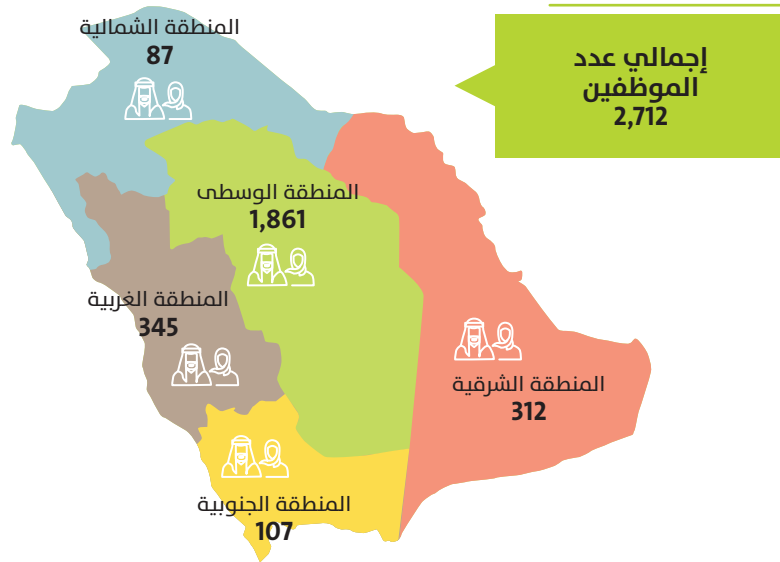 إجمالي عدد
الموظفين
2,712
المنطقة الشمالية
87
المنطقة الوسطى
1,861
المنطقة الغربية
345
المنطقة الشرقية
312
المنطقة الجنوبية
107